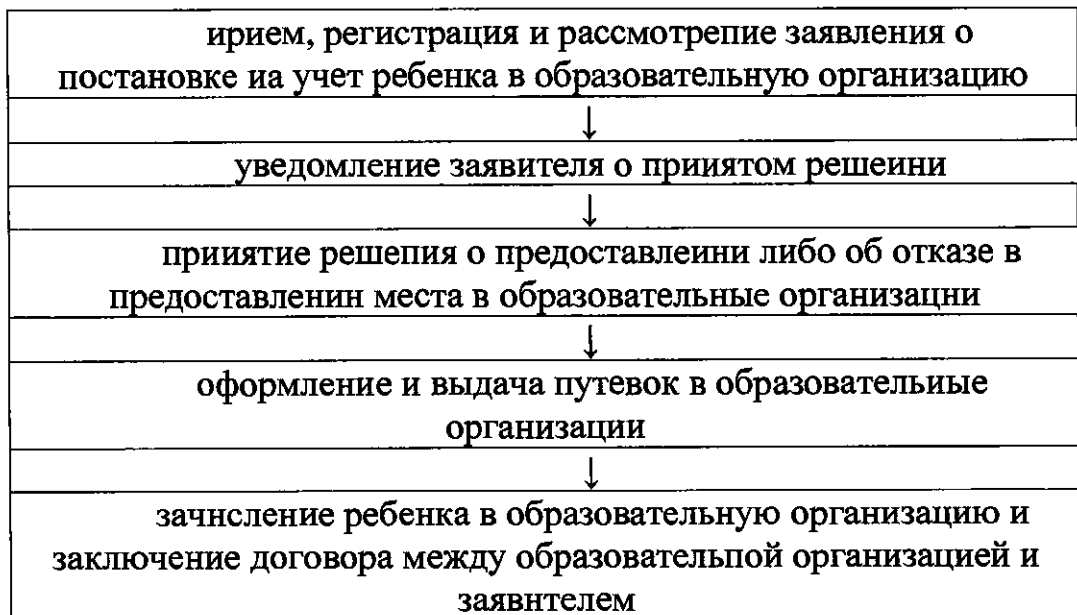 ирием, регистрация и рассмотрепие заявления о
постановке иа учет ребенка в образовательную организацию
↓
уведомление заявителя о прииятом решеини
↓
прииятие решепия о предоставлеини либо об отказе в
предоставленин места в образовательные организацни
↓
оформление и выдача путевок в образовательиые
организации
↓
зачнсление ребенка в образовательную организацию и
заключение договора между образовательпой организацией и
заявнтелем